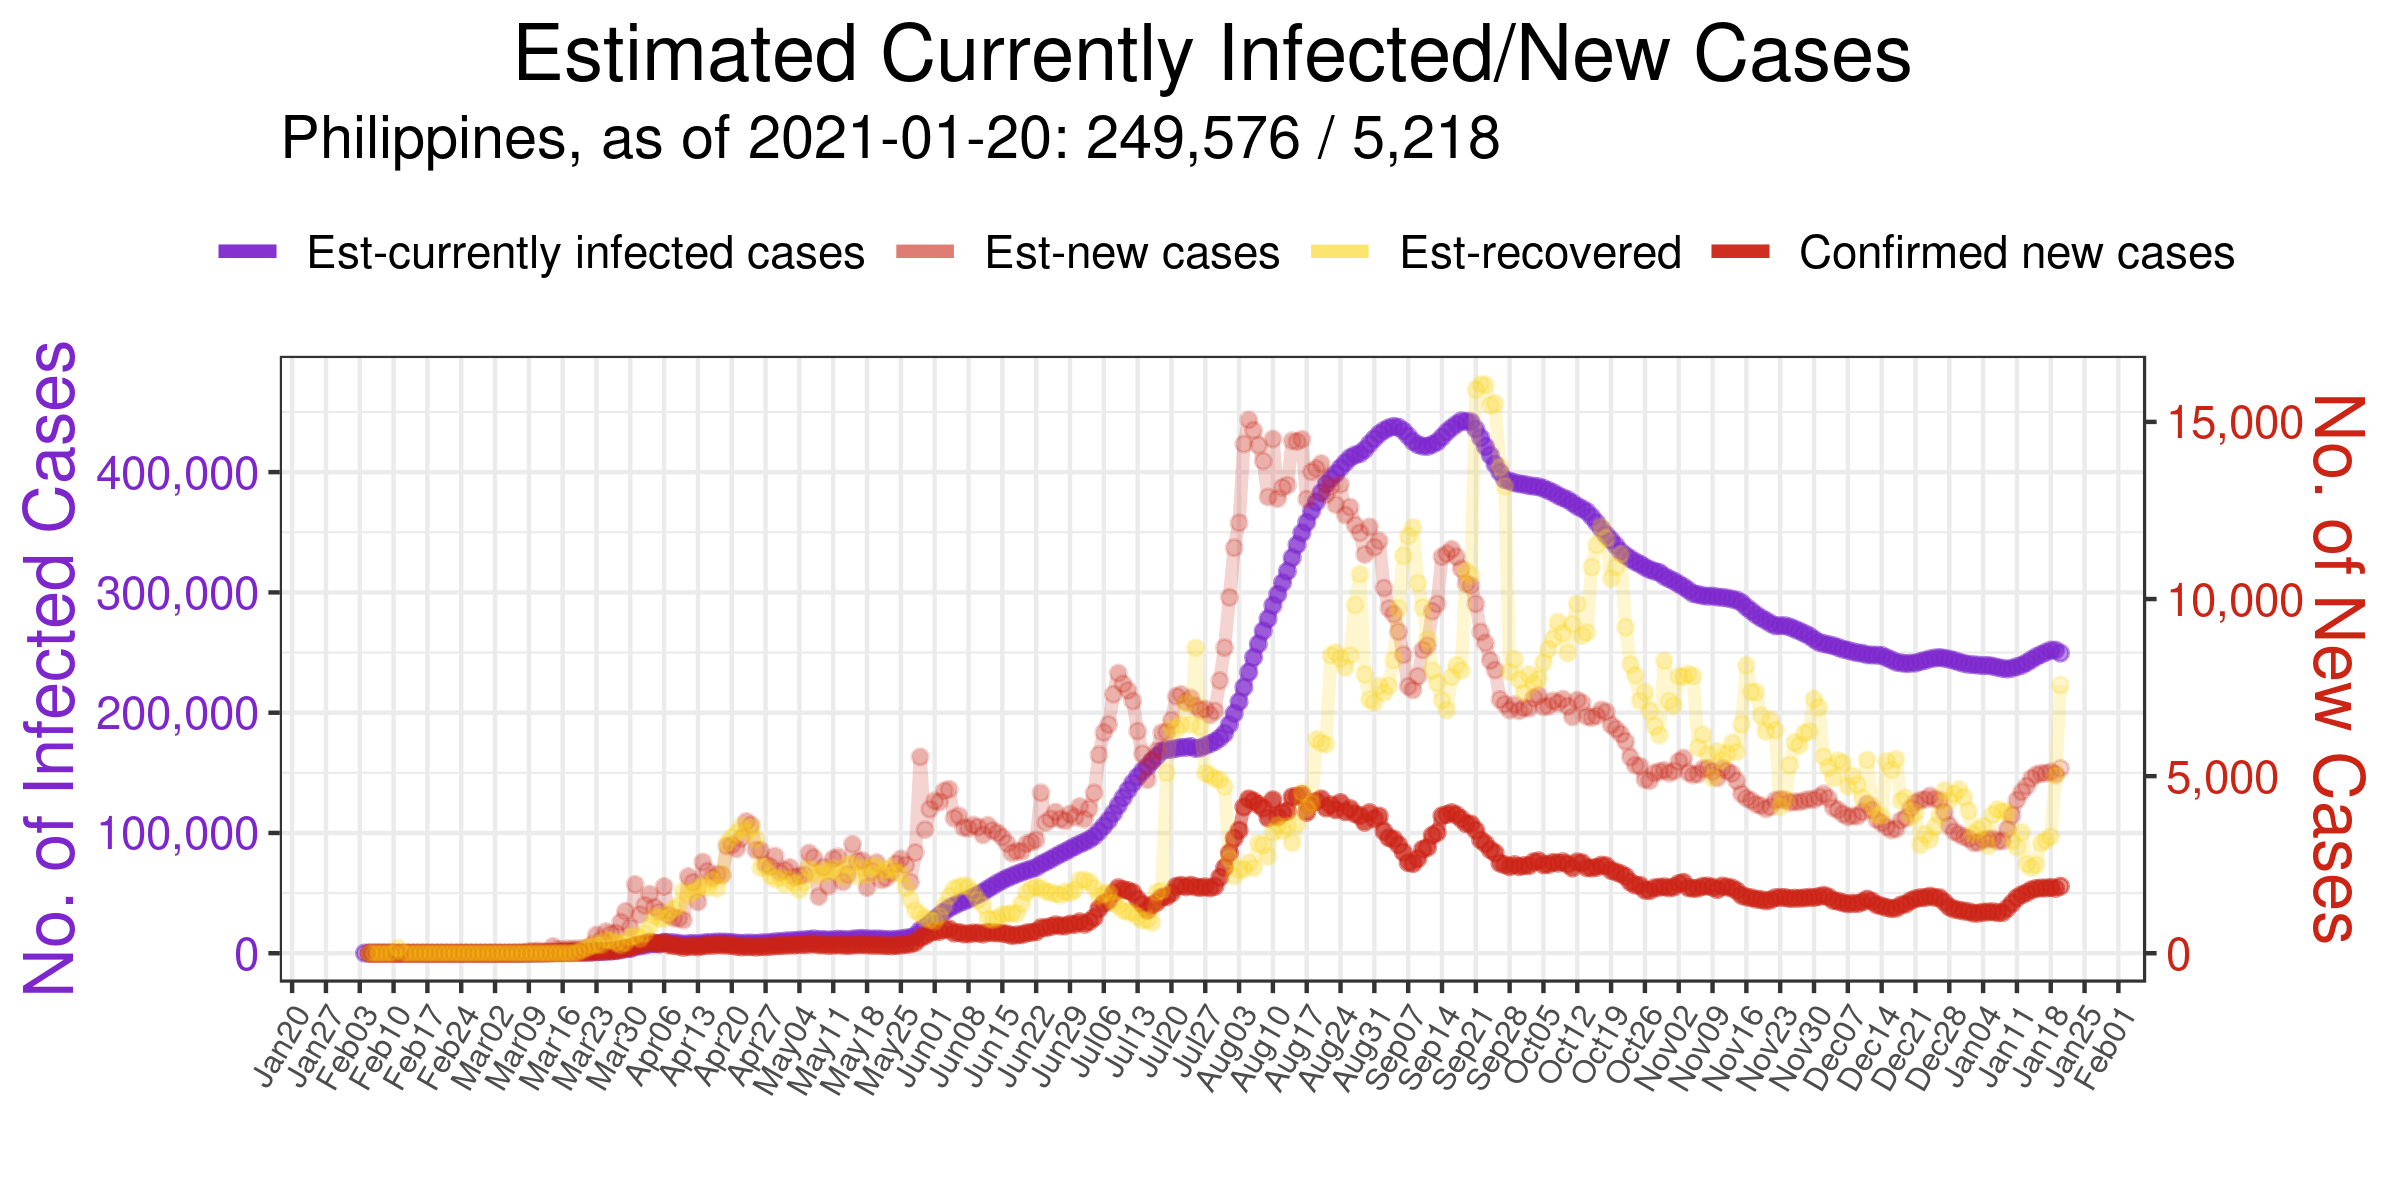 Estimated Currently Infected/New Cases
Philippines, as of 2021-01-20: 249,576 / 5,218
Est-currently infected cases Est-new cases Est-recovered Confirmed new cases
No. of Infected Cases
400,000
300,000
200,000
100,000
0
15,000
10,000
5,000
0
No. of New Cases
Jan20 Jan27 Feb03 Feb10 Feb17 Feb24 Mar02 Mar09 Mar16 Mar23 Mar30 Apr06 Apr13 Apr20 Apr27 May04 May11 May18 May25 Jun01 Jun08 Jun15 Jun22 Jun29 Jul06 Jul13 Jul20 Jul27 Aug03 Aug10 Aug17 Aug24 Aug31 Sep07 Sep14 Sep21 Sep28 Oct05 Oct12 Oct19 Oct26 Nov02 Nov09 Nov16 Nov23 Nov30 Dec07 Dec14 Dec21 Dec28 Jan04 Jan11 Jan18 Jan25 Feb01